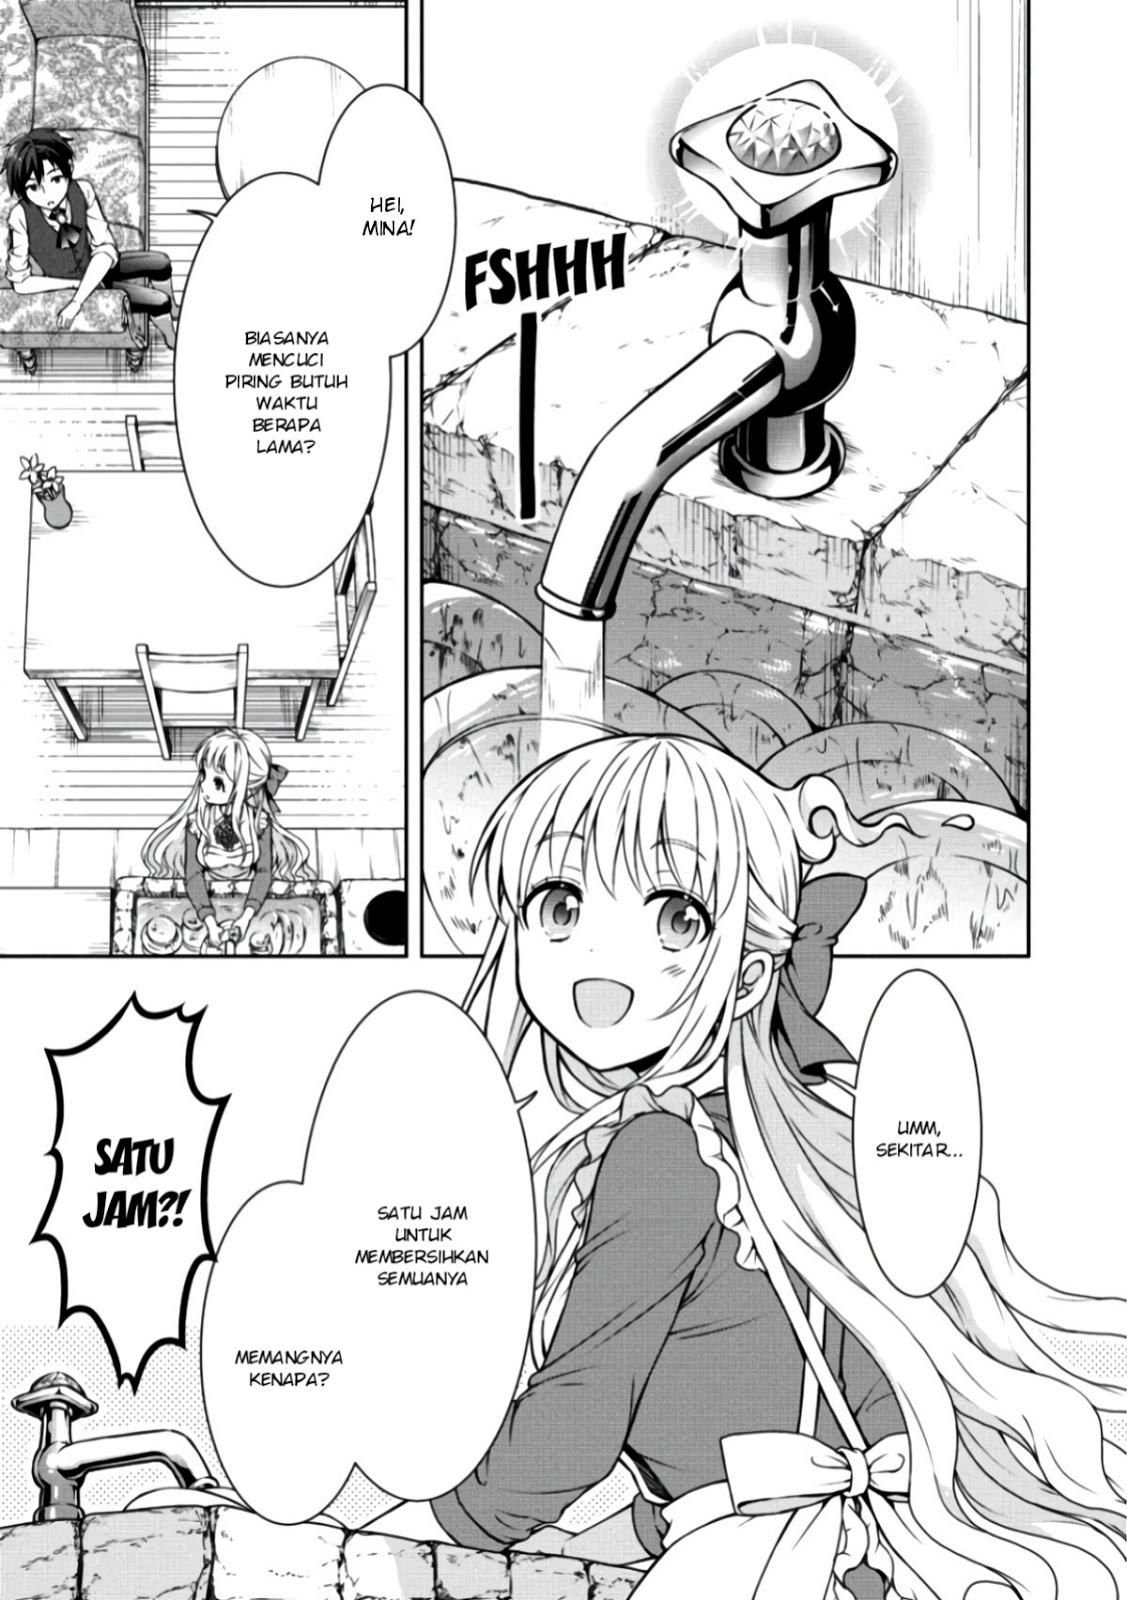 FSHHH
HEI,
MINA!
BIASANYA
MENCUCI
PIRING BUTUH
WAKTU
BERAPA
LAMA?
UMM,
SEKITAR...
SATU JAM
UNTUK
MEMBERSIHKAN
SEMUANYA
MEMANGNYA
KENAPA?
SATU
JAM?!